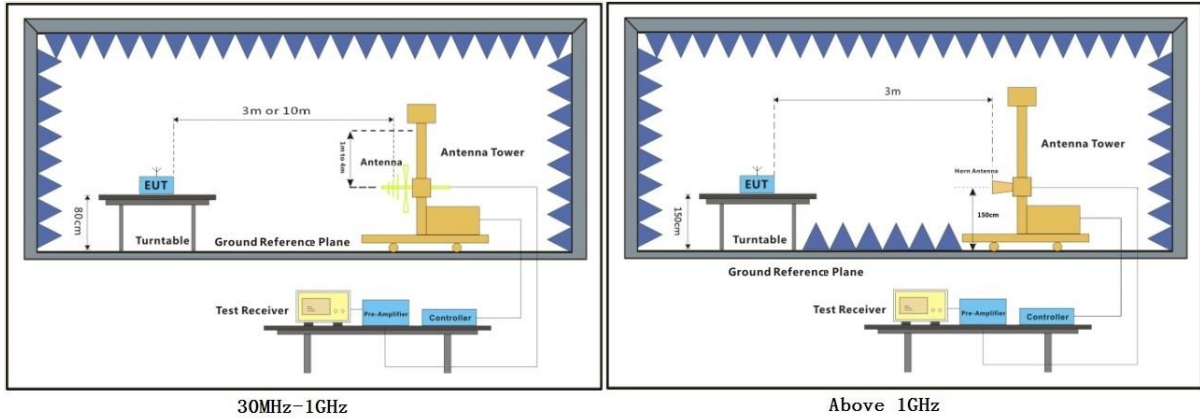 3m or 10m
1m to 4m
Antenna
Antenna Tower
EUT
80cm
Turntable
Ground Reference Plane
Test Receiver
Pre-Amplifier
Controller
30MHz-1GHz
3m
Antenna Tower
Horn Antenna
EUT
150cm
150cm
Turntable
Ground Reference Plane
Test Receiver
Pre-Amplifier
Controller
Above 1GHz